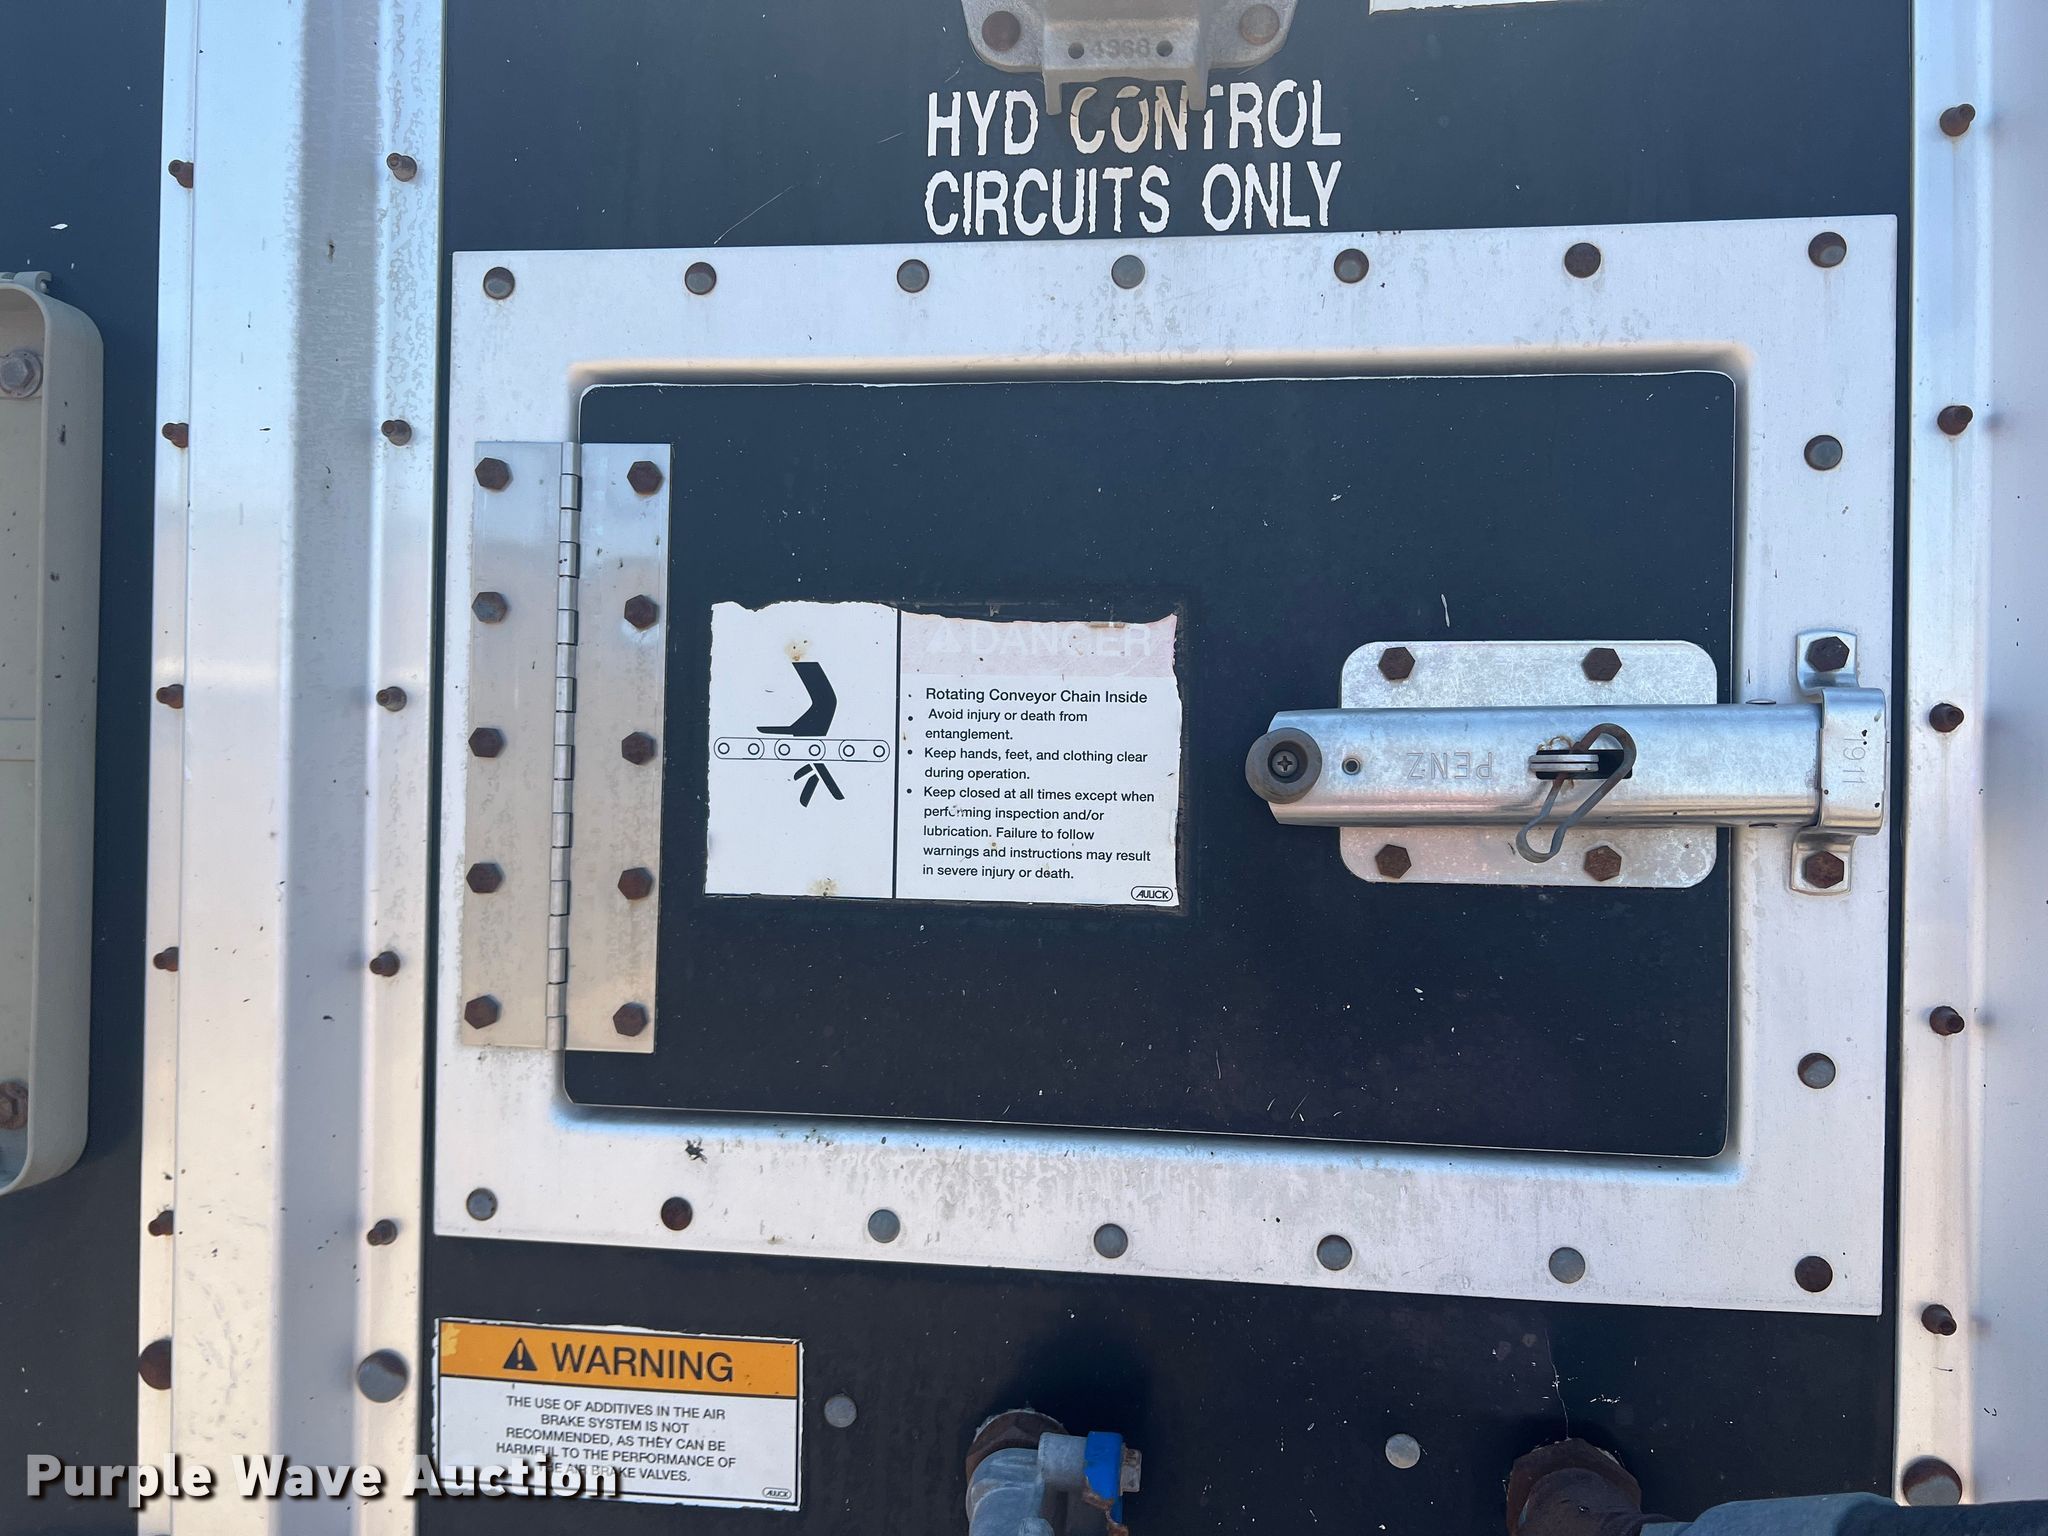 4368
HYD CONTROL
CIRCUITS ONLY
DANGER
• Rotating Conveyor Chain Inside
• Avoid injury or death from
entanglement.
• Keep hands, feet, and clothing clear
during operation.
• Keep closed at all times except when
performing inspection and/or
lubrication. Failure to follow
warnings and instructions may result
in severe injury or death.
AULICK
PENZ
1911
WARNING
THE USE OF ADDITIVES IN THE AIR
BRAKE SYSTEM IS NOT
RECOMMENDED, AS THEY CAN BE
HARMFUL TO THE PERFORMANCE OF
THE AIR BRAKE VALVES.
AULICK
Purple Wave Auction